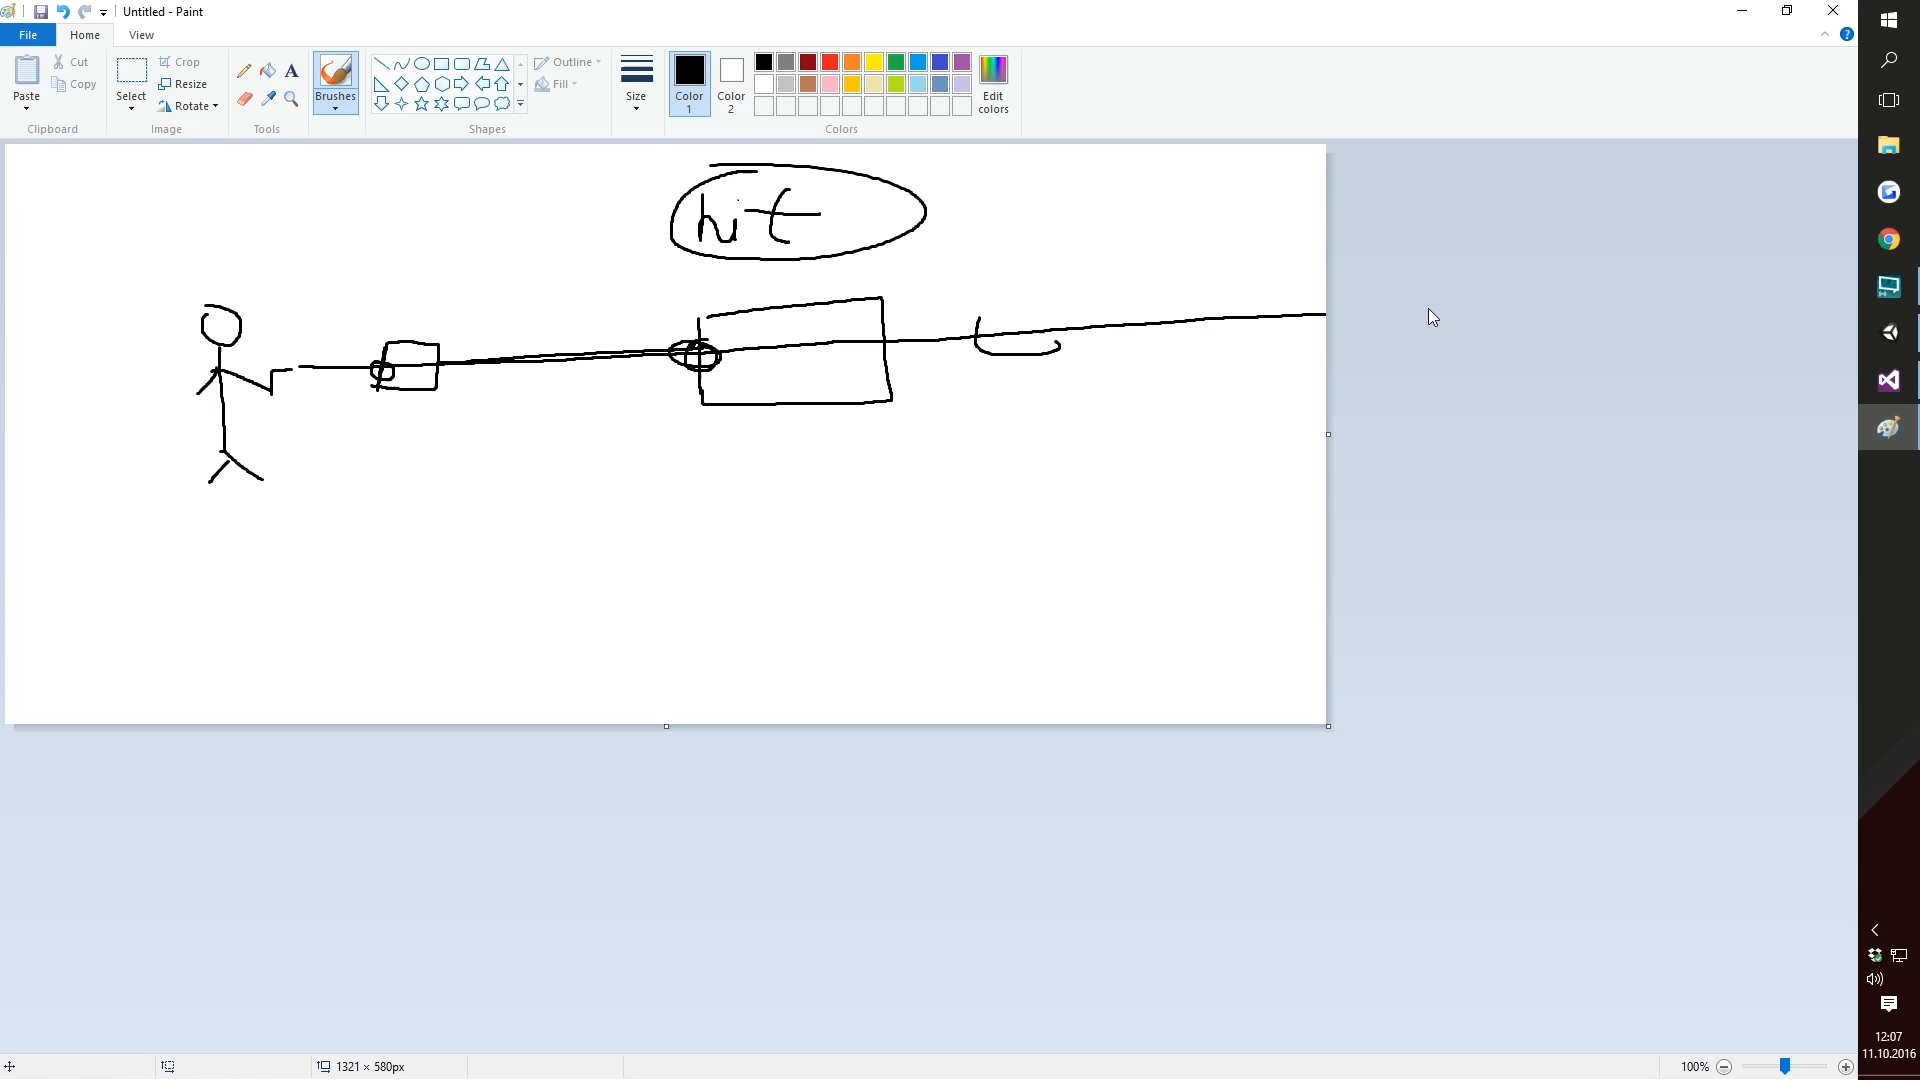 Untitled - Paint
File Home View
Paste
Cut
Copy
Clipboard
Select
Crop
Resize
Rotate
Image
A
Tools
Brushes
Outline
Fill
Shapes
Size
Color
1
Color
2
Edit
colors
Colors
hit
1321 × 580px
100%
12:07
11.10.2016